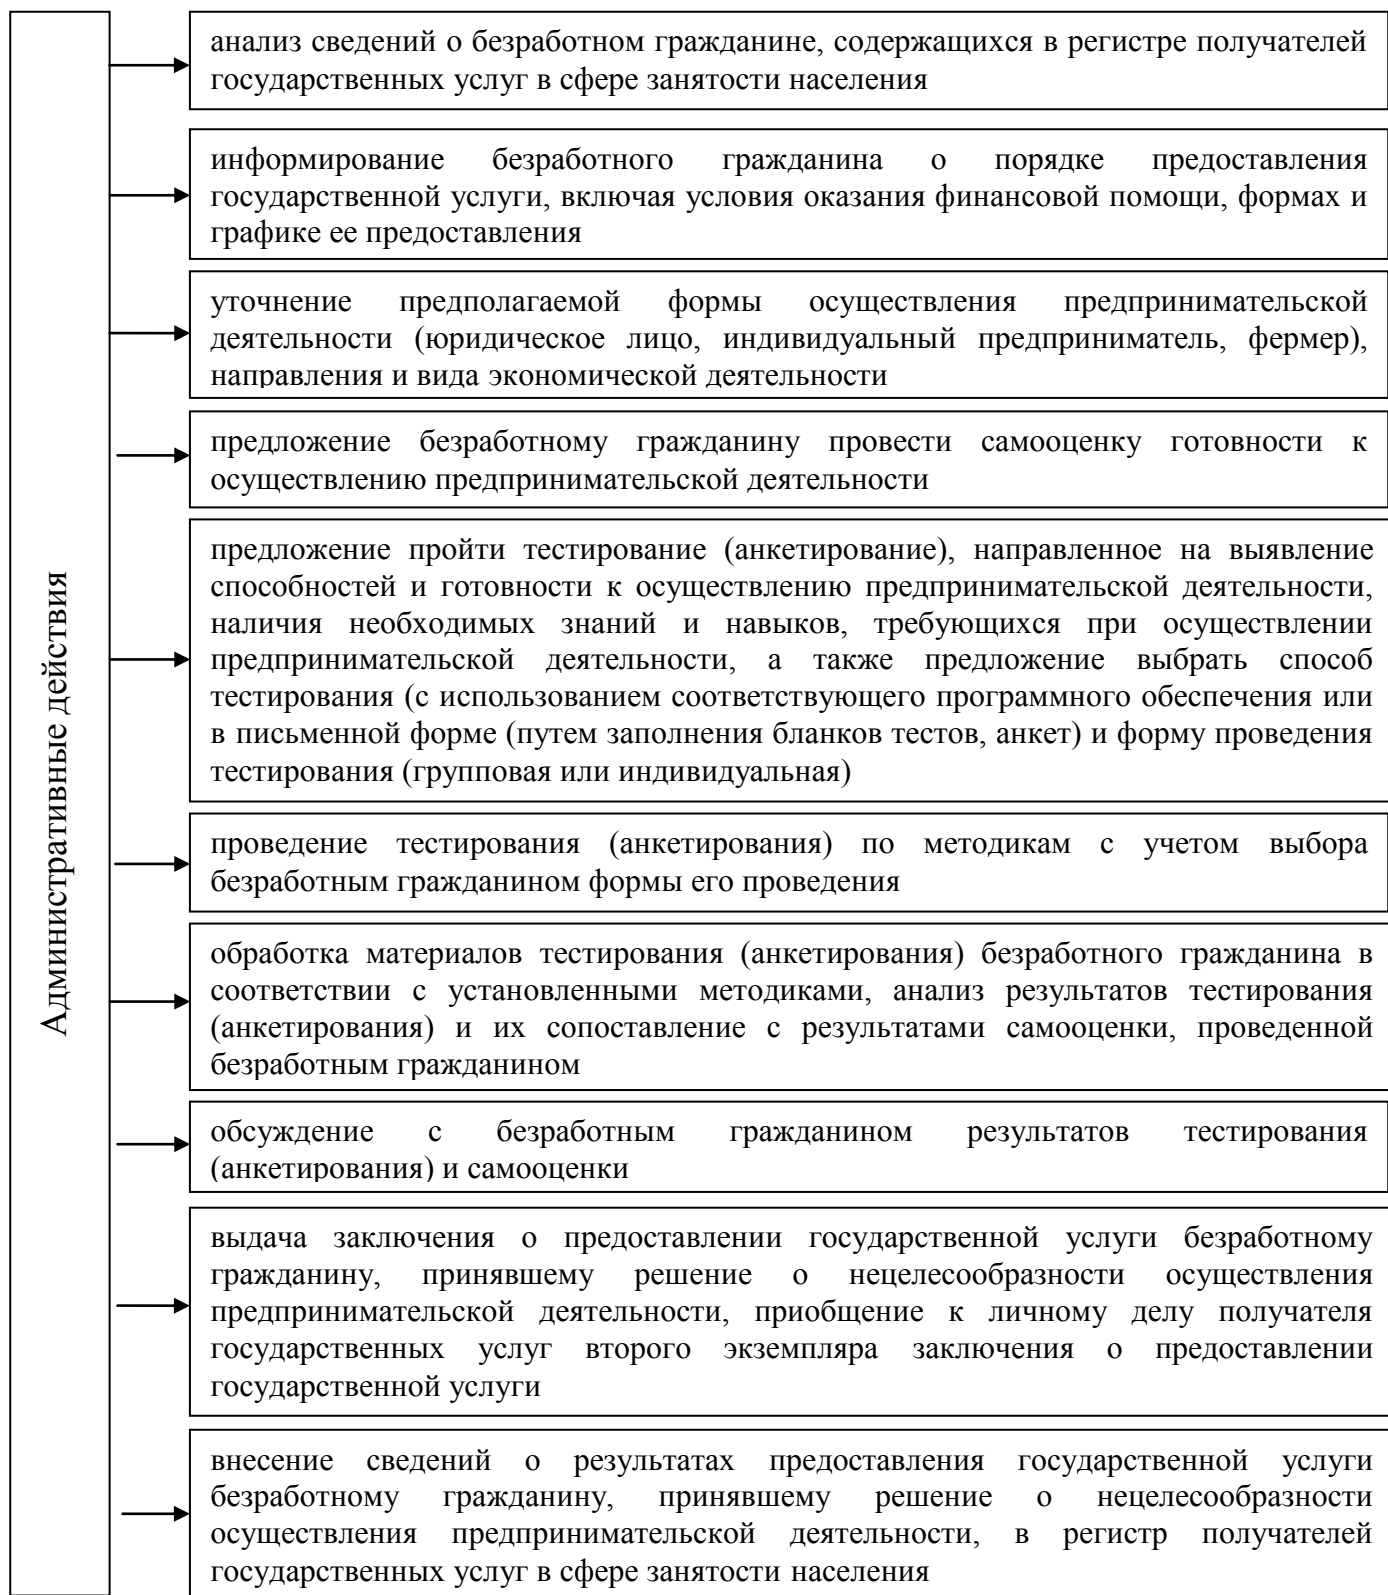 Административные действия
анализ сведений о безработном гражданине, содержащихся в регистре получателей
государственных услуг в сфере занятости населения
информирование безработного гражданина о порядке предоставления
государственной услуги, включая условия оказания финансовой помощи, формах и
графике ее предоставления
уточнение предполагаемой формы осуществления предпринимательской
деятельности (юридическое лицо, индивидуальный предприниматель, фермер),
направления и вида экономической деятельности
предложение безработному гражданину провести самооценку готовности к
осуществлению предпринимательской деятельности
предложение пройти тестирование (анкетирование), направленное на выявление
способностей и готовности к осуществлению предпринимательской деятельности,
наличия необходимых знаний и навыков, требующихся при осуществлении
предпринимательской деятельности, а также предложение выбрать способ
тестирования (с использованием соответствующего программного обеспечения или
в письменной форме (путем заполнения бланков тестов, анкет) и форму проведения
тестирования (групповая или индивидуальная)
проведение тестирования (анкетирования) по методикам с учетом выбора
безработным гражданином формы его проведения
обработка материалов тестирования (анкетирования) безработного гражданина в
соответствии с установленными методиками, анализ результатов тестирования
(анкетирования) и их сопоставление с результатами самооценки, проведенной
безработным гражданином
обсуждение с безработным гражданином результатов тестирования
(анкетирования) и самооценки
выдача заключения о предоставлении государственной услуги безработному
гражданину, принявшему решение о нецелесообразности осуществления
предпринимательской деятельности, приобщение к личному делу получателя
государственных услуг второго экземпляра заключения о предоставлении
государственной услуги
внесение сведений о результатах предоставления государственной услуги
безработному гражданину, принявшему решение о нецелесообразности
осуществления предпринимательской деятельности, в регистр получателей
государственных услуг в сфере занятости населения